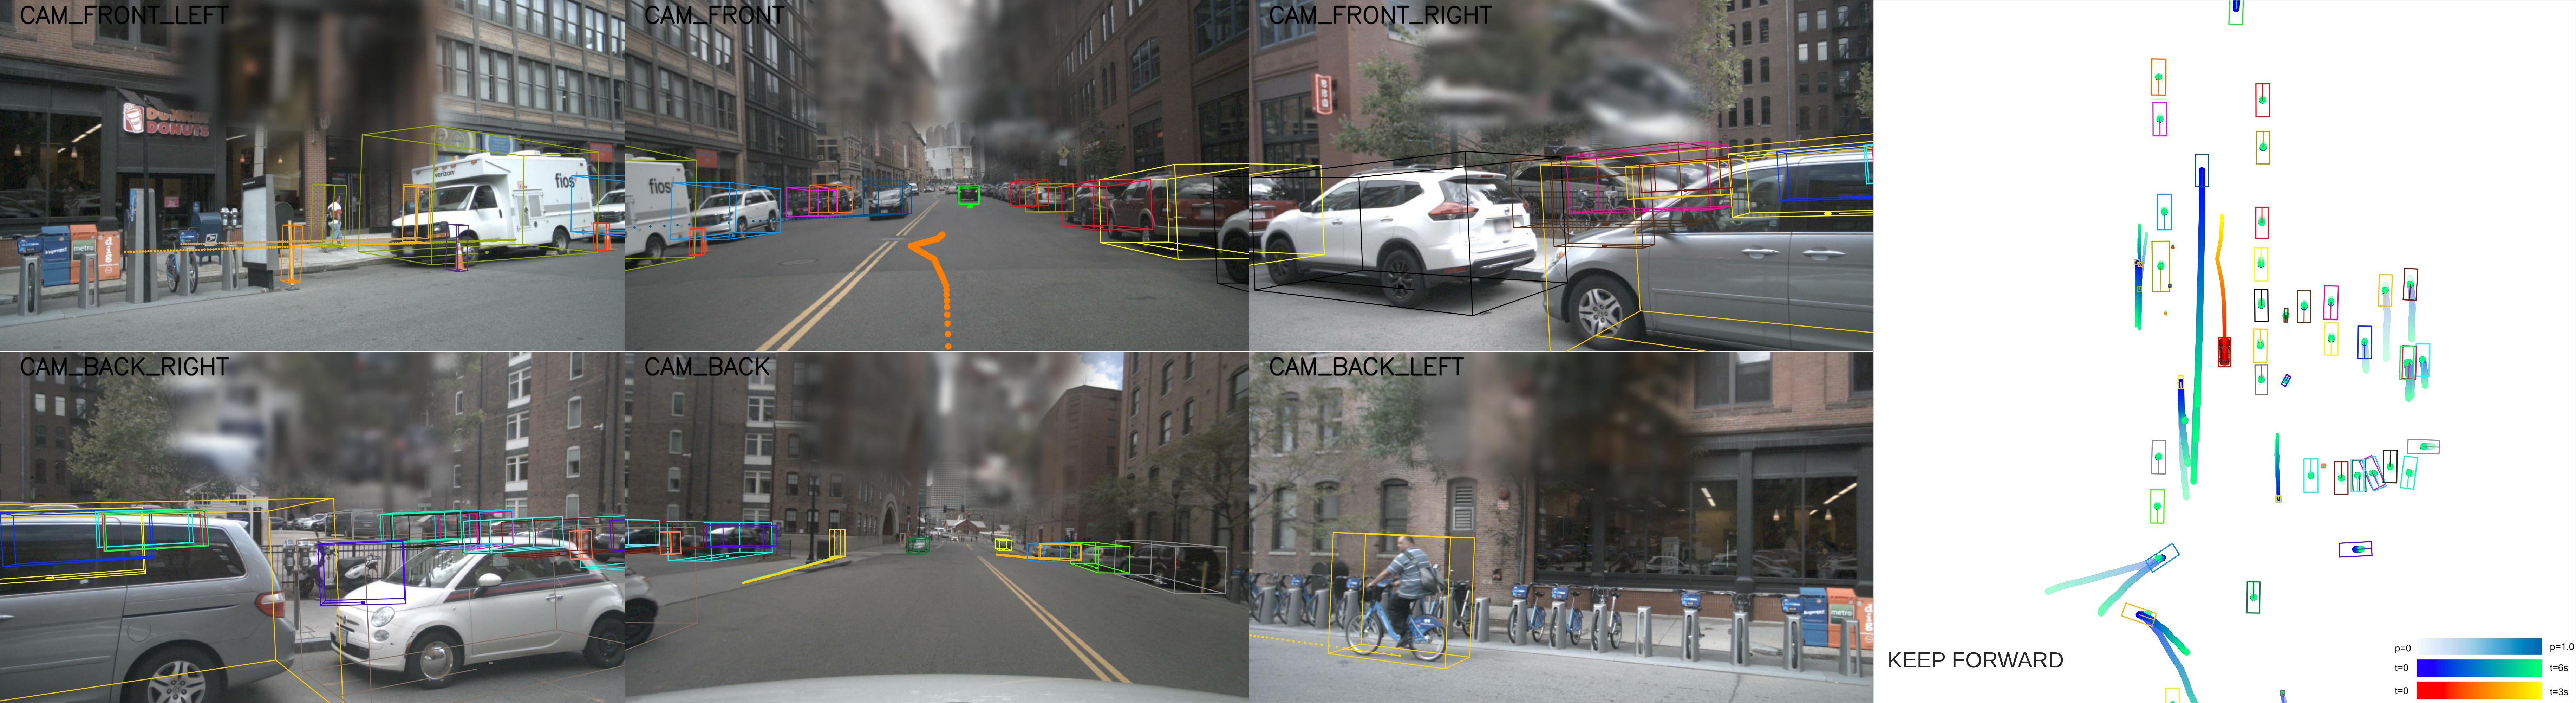 CAM_FRONT_LEFT
CAM_FRONT
CAM_FRONT_RIGHT
DUNKIN'
DONUTS
verizon
fios
fios
metro
CAM_BACK_RIGHT
CAM_BACK
CAM_BACK_LEFT
metro
KEEP FORWARD
p=0
p=1.0
t=0
t=6s
t=0
t=3s